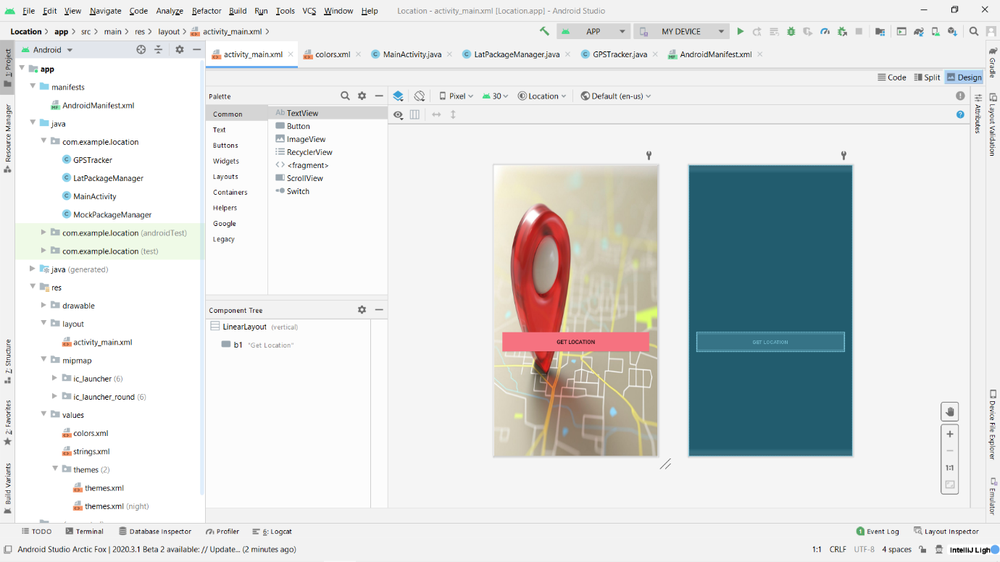 File Edit View Navigate Code Analyze Refactor Build Run Tools VCS Window Help Location - activity_main.xml [Location.app] - Android Studio
Location app src main res layout activity_main.xml APP MY DEVICE
1: Project
Resource Manager
7: Structure
2: Favorites
Build Variants
Android
app
manifests
AndroidManifest.xml
java
com.example.location
GPSTracker
LatPackageManager
MainActivity
MockPackageManager
com.example.location (androidTest)
com.example.location (test)
java (generated)
res
drawable
layout
activity_main.xml
mipmap
ic_launcher (6)
ic_launcher_round (6)
values
colors.xml
strings.xml
themes (2)
themes.xml
themes.xml (night)
activity_main.xml colors.xml MainActivity.java LatPackageManager.java GPSTracker.java AndroidManifest.xml
Code Split Design
Palette
Common
Text
Buttons
Widgets
Layouts
Containers
Helpers
Google
Legacy
Ab TextView
Button
ImageView
RecyclerView
<fragment>
ScrollView
Switch
Component Tree
LinearLayout (vertical)
b1 "Get Location"
Pixel 30 Location Default (en-us)
GET LOCATION
GET LOCATION
1:1
Gradle
Layout Validation
Attributes
Device File Explorer
Emulator
TODO Terminal Database Inspector Profiler 6: Logcat 1 Event Log Layout Inspector
Android Studio Arctic Fox | 2020.3.1 Beta 2 available: // Update... (2 minutes ago) 1:1 CRLF UTF-8 4 spaces IntelliJ Ligh